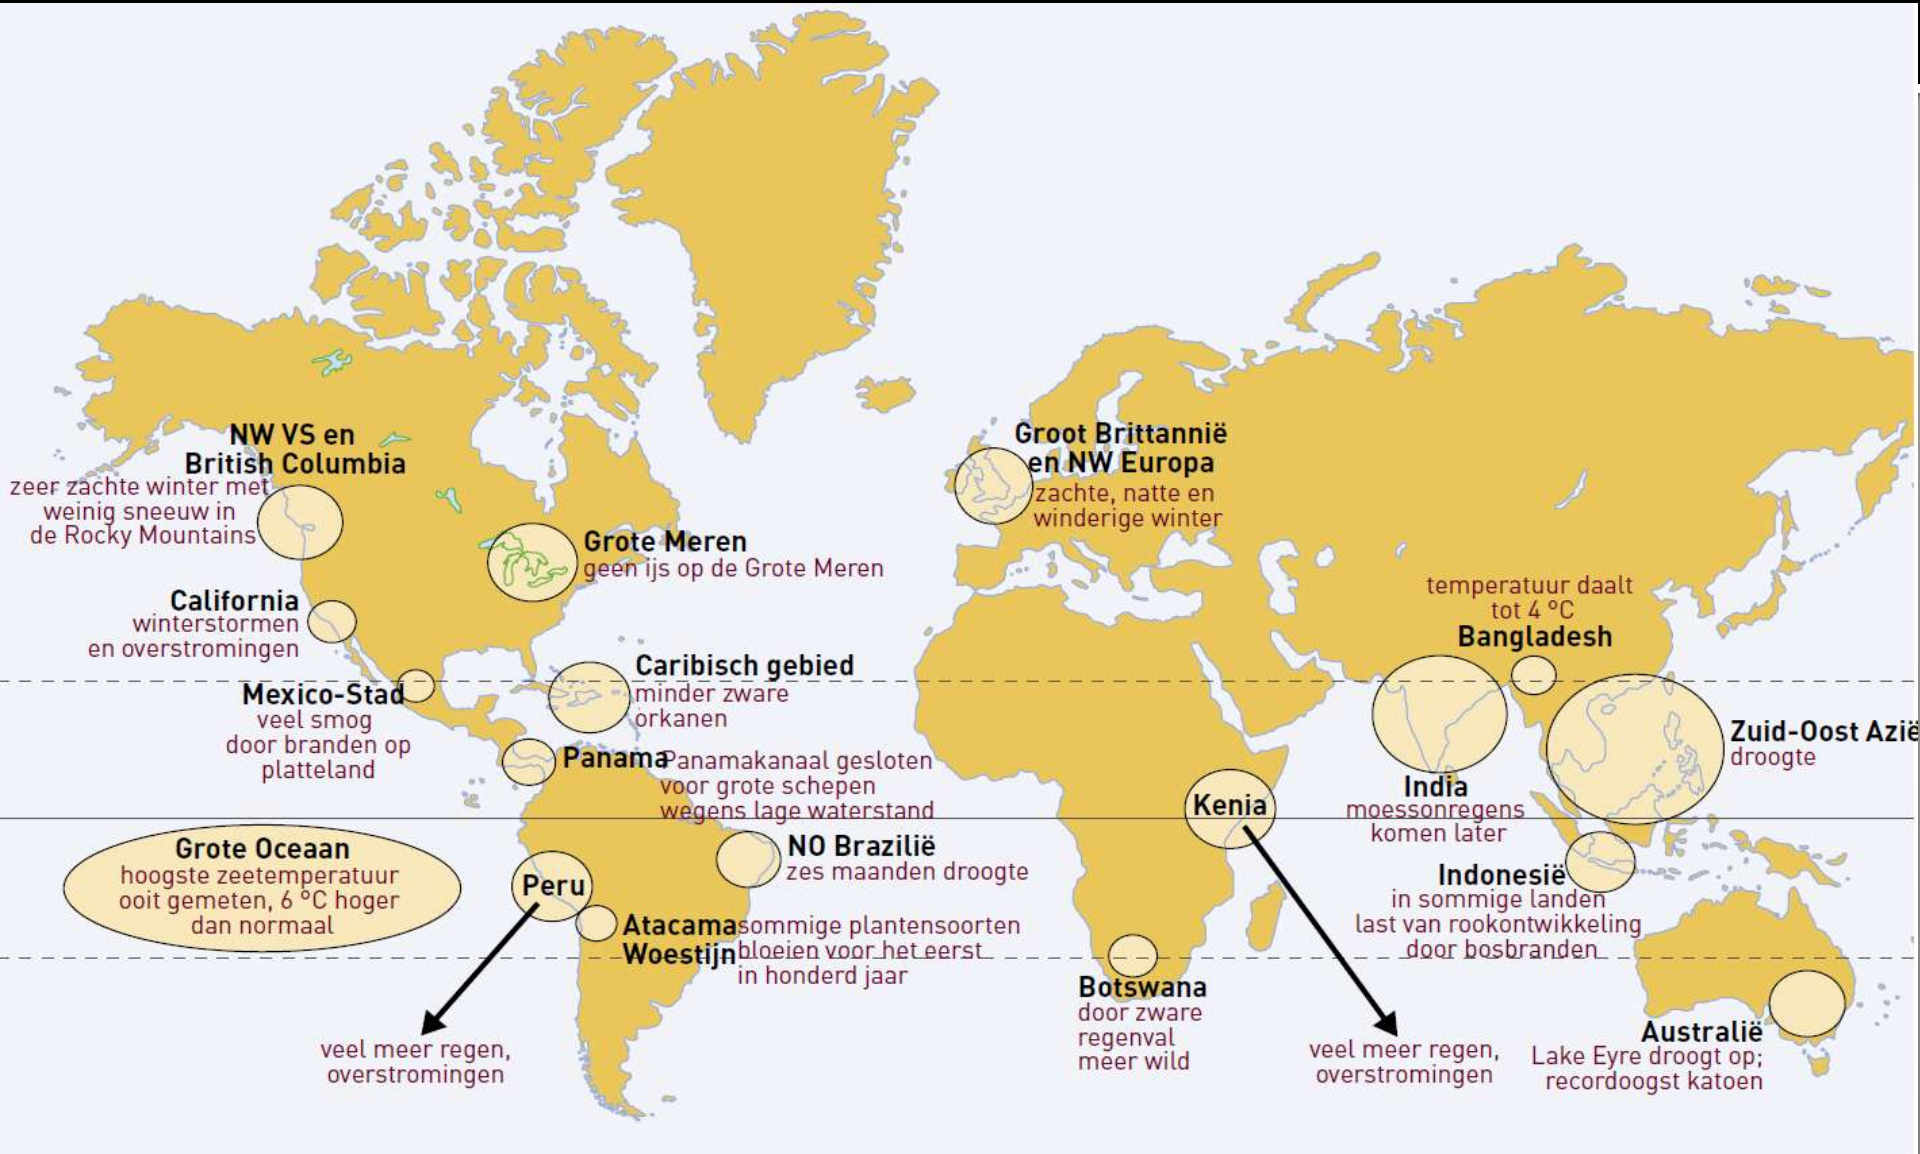 NW VS en
British Columbia
zeer zachte winter met
weinig sneeuw in
de Rocky Mountains
Groot Brittannië
en NW Europa
zachte, natte en
winderige winter
Grote Meren
geen ijs op de Grote Meren
California
winterstormen
en overstromingen
temperatuur daalt
tot 4 °C
Bangladesh
Caribisch gebied
minder zware
orkanen
Mexico-Stad
veel smog
door branden op
platteland
Panama
Panamakanaal gesloten
voor grote schepen
wegens lage waterstand
Zuid-Oost Azië
droogte
India
moessonregens
komen later
Kenia
veel meer regen,
overstromingen
Grote Oceaan
hoogste zeetemperatuur
ooit gemeten, 6 °C hoger
dan normaal
NO Brazilië
zes maanden droogte
Peru
veel meer regen,
overstromingen
Atacama
Woestijn
sommige plantensoorten
bloeien voor het eerst
in honderd jaar
Indonesië
in sommige landen
last van rookontwikkeling
door bosbranden
Botswana
door zware
regenval
meer wild
Australië
Lake Eyre droogt op;
recordoogst katoen